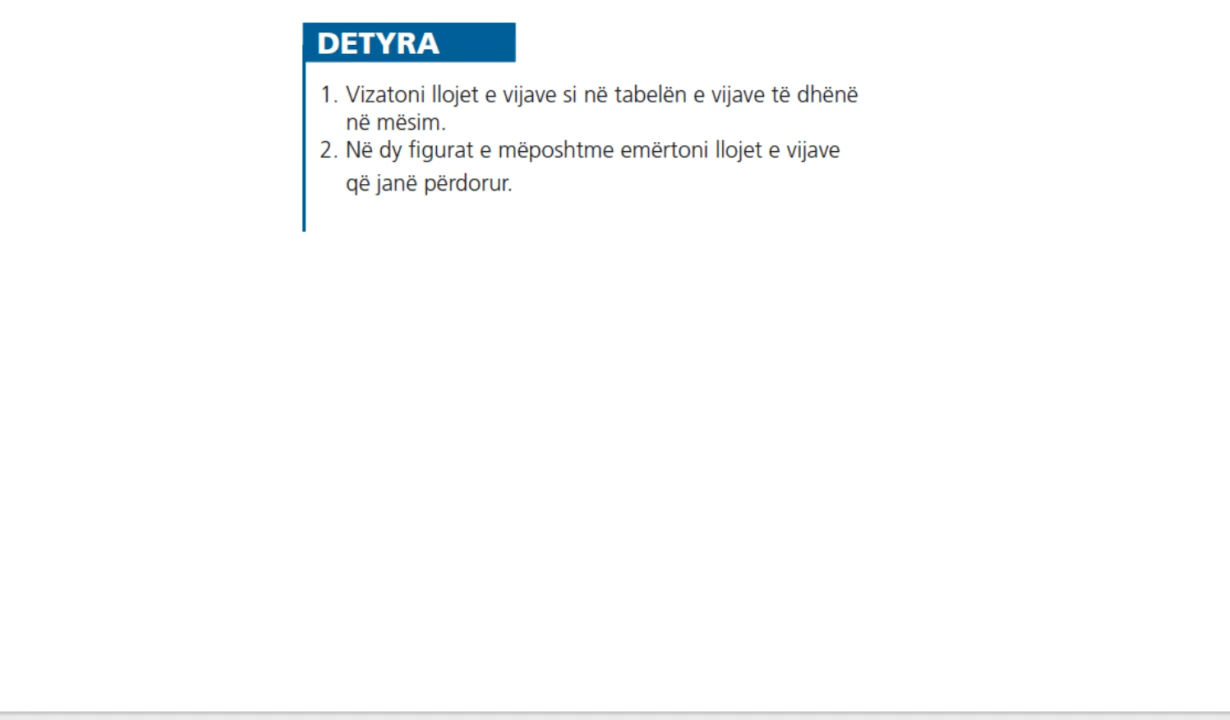 DETYRA
1. Vizatoni llojet e vijave si në tabelën e vijave të dhënë
në mësim.
2. Në dy figurat e mëposhtme emërtoni llojet e vijave
që janë përdorur.